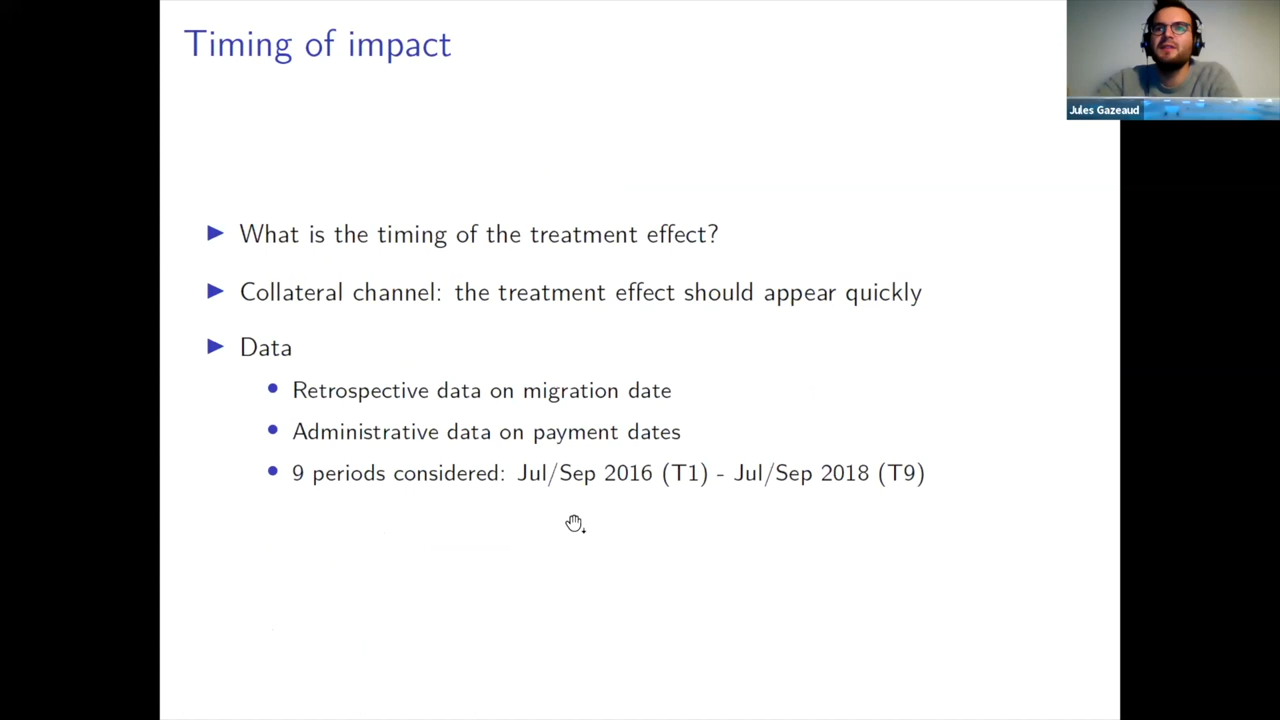 Timing of impact
Jules Gazeaud
What is the timing of the treatment effect?
Collateral channel: the treatment effect should appear quickly
Data
Retrospective data on migration date
Administrative data on payment dates
9 periods considered: Jul/Sep 2016 (T1) - Jul/Sep 2018 (T9)